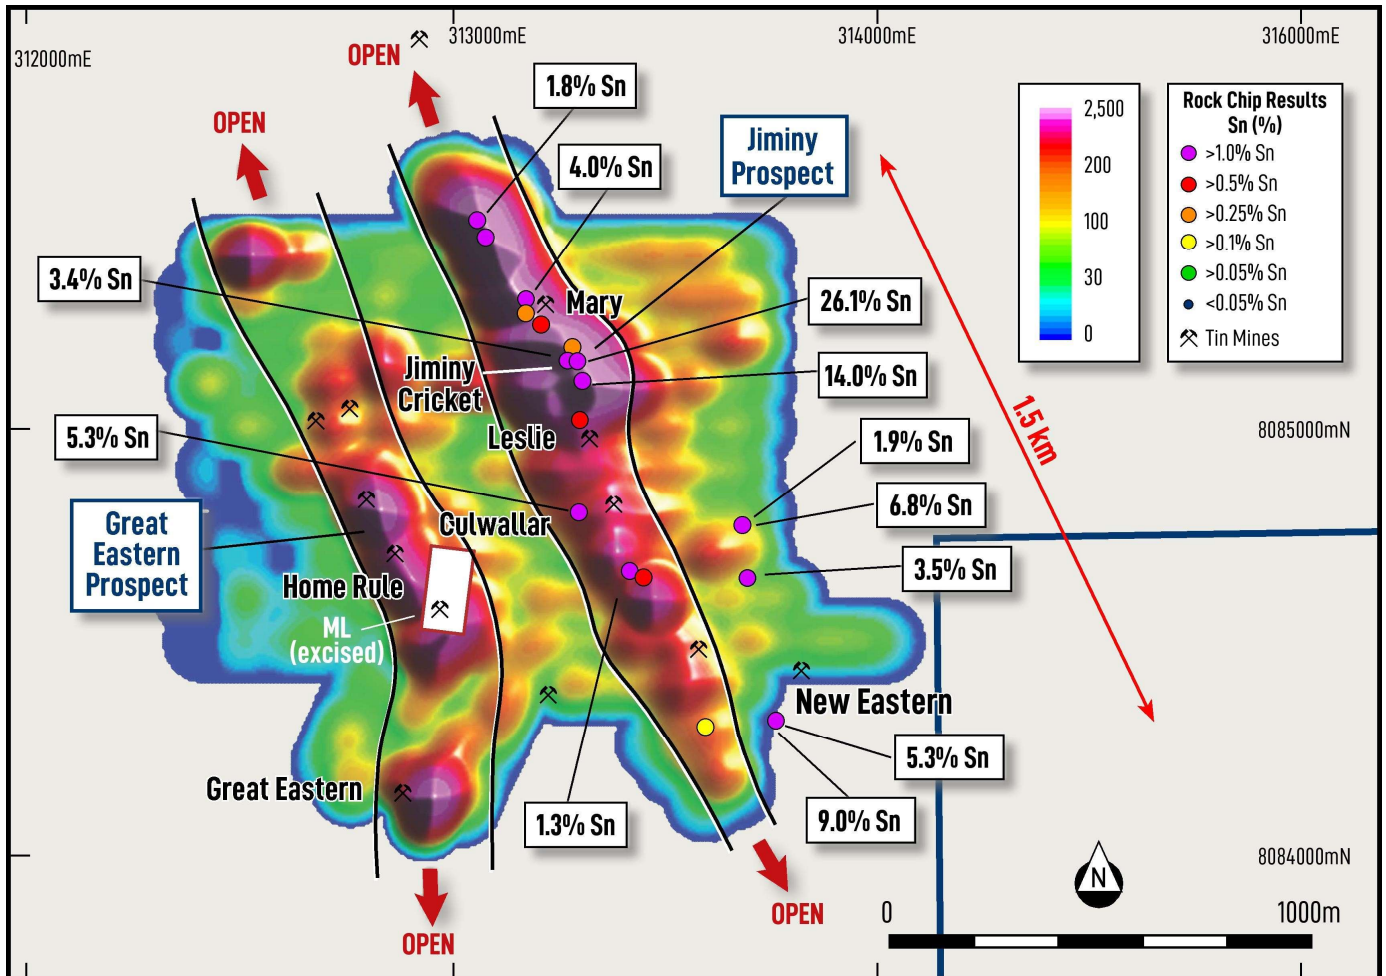 312000mE
313000mE
314000mE
316000mE
OPEN
OPEN
1.8% Sn
4.0% Sn
Jiminy
Prospect
2,500
200
100
30
0
Rock Chip Results
Sn (%)
>1.0% Sn
>0.5% Sn
>0.25% Sn
>0.1% Sn
>0.05% Sn
<0.05% Sn
Tin Mines
3.4% Sn
Mary
26.1% Sn
Jiminy
Cricket
14.0% Sn
1.5 km
5.3% Sn
Leslie
1.9% Sn
8085000mN
6.8% Sn
Great
Eastern
Prospect
Culwallar
3.5% Sn
Home Rule
ML
(excised)
New Eastern
5.3% Sn
Great Eastern
1.3% Sn
9.0% Sn
8084000mN
N
OPEN
OPEN
0
1000m